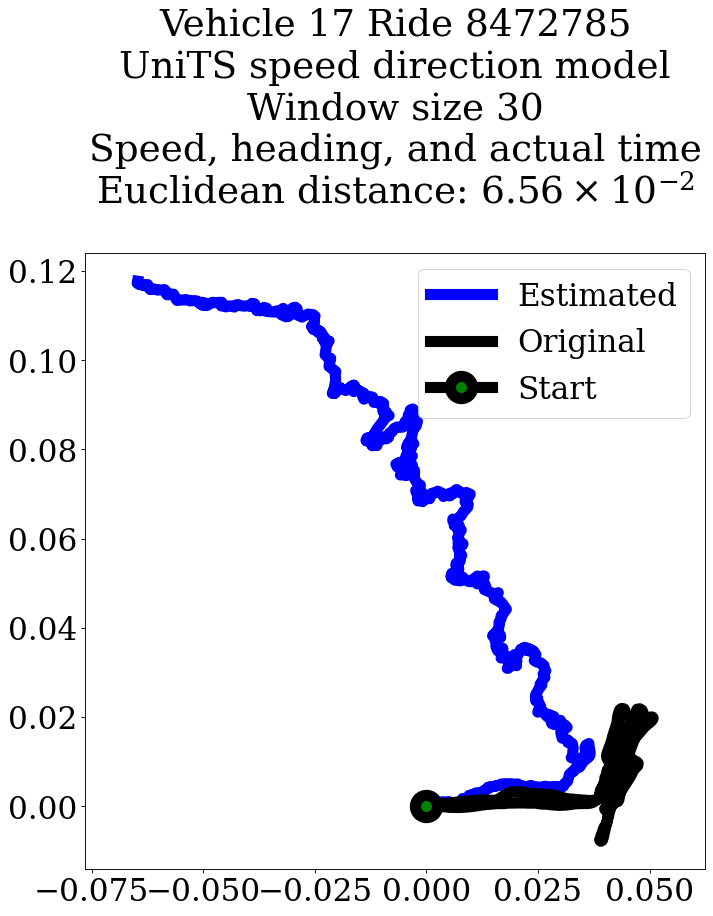 Vehicle 17 Ride 8472785
UniTS speed direction model
Window size 30
Speed, heading, and actual time
Euclidean distance: 6.56 × 10⁻²
Estimated
Original
Start
0.12
0.10
0.08
0.06
0.04
0.02
0.00
−0.075 −0.050 −0.025 0.000 0.025 0.050